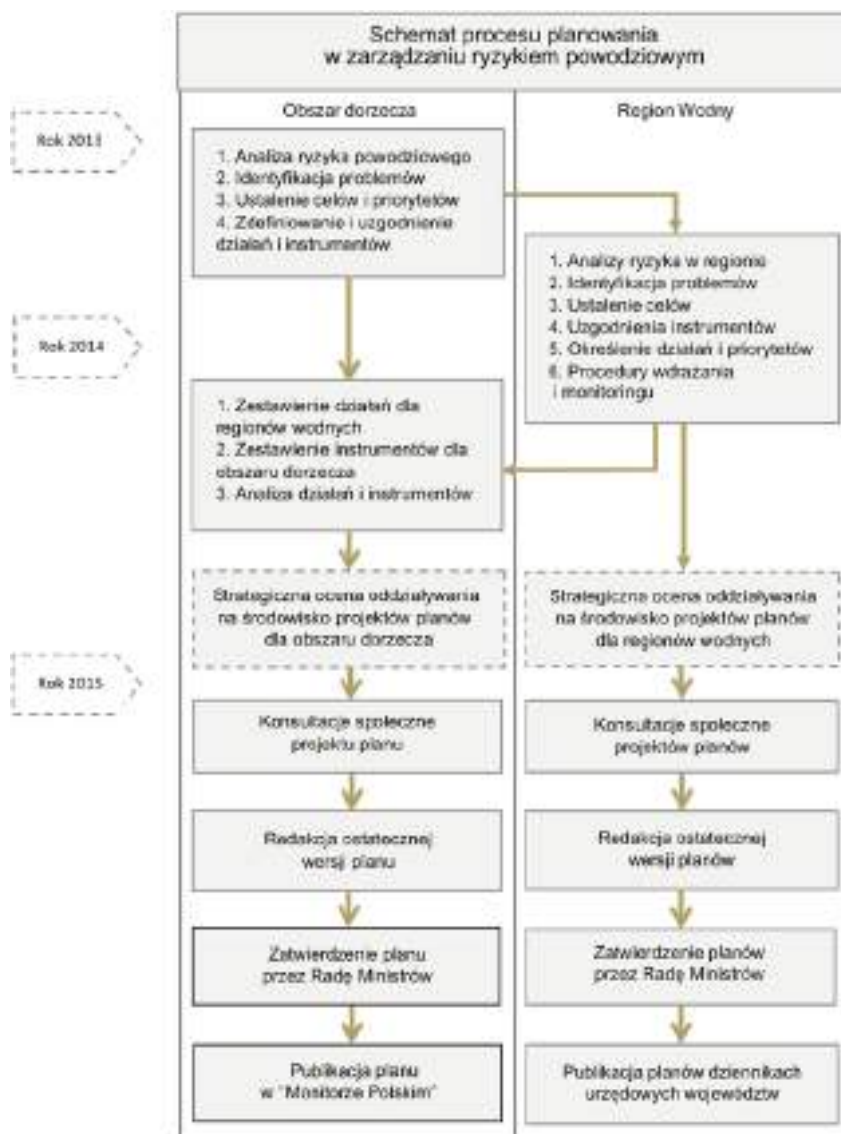 Schemat procesu planowania
w zarządzaniu ryzykiem powodziowym
Obszar dorzecza
Region Wodny
Rok 2013
1. Analiza ryzyka powodziowego
2. Identyfikacja problemów
3. Ustalenie celów i priorytetów
4. Zdefiniowanie i uzgodnienie
działań i instrumentów
1. Analizy ryzyka w regionie
2. Identyfikacja problemów
3. Ustalenie celów
4. Uzgodnienia instrumentów
5. Określenie działań i priorytetów
6. Procedury wdrażania
i monitoringu
Rok 2014
1. Zestawienie działań dla
regionów wodnych
2. Zestawienie instrumentów dla
obszaru dorzecza
3. Analiza działań i instrumentów
Strategiczna ocena oddziaływania
na środowisko projektów planów
dla obszaru dorzecza
Strategiczna ocena oddziaływania
na środowisko projektów planów
dla regionów wodnych
Rok 2015
Konsultacje społeczne
projektu planu
Konsultacje społeczne
projektów planów
Redakcja ostatecznej
wersji planu
Redakcja ostatecznej
wersji planów
Zatwierdzenie planu
przez Radę Ministrów
Zatwierdzenie planów
przez Radę Ministrów
Publikacja planu
w "Monitorze Polskim"
Publikacja planów dziennikach
urzędowych województw